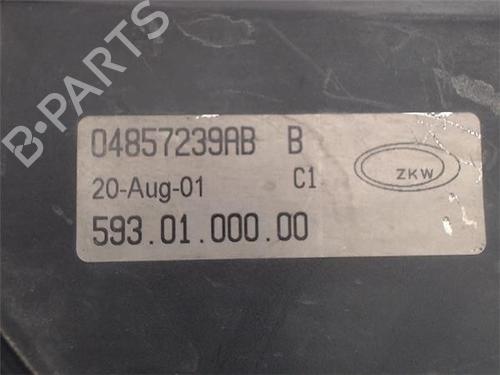 04857239AB B
20-Aug-01 C1
ZKW
593.01.000.00
B-PARTS